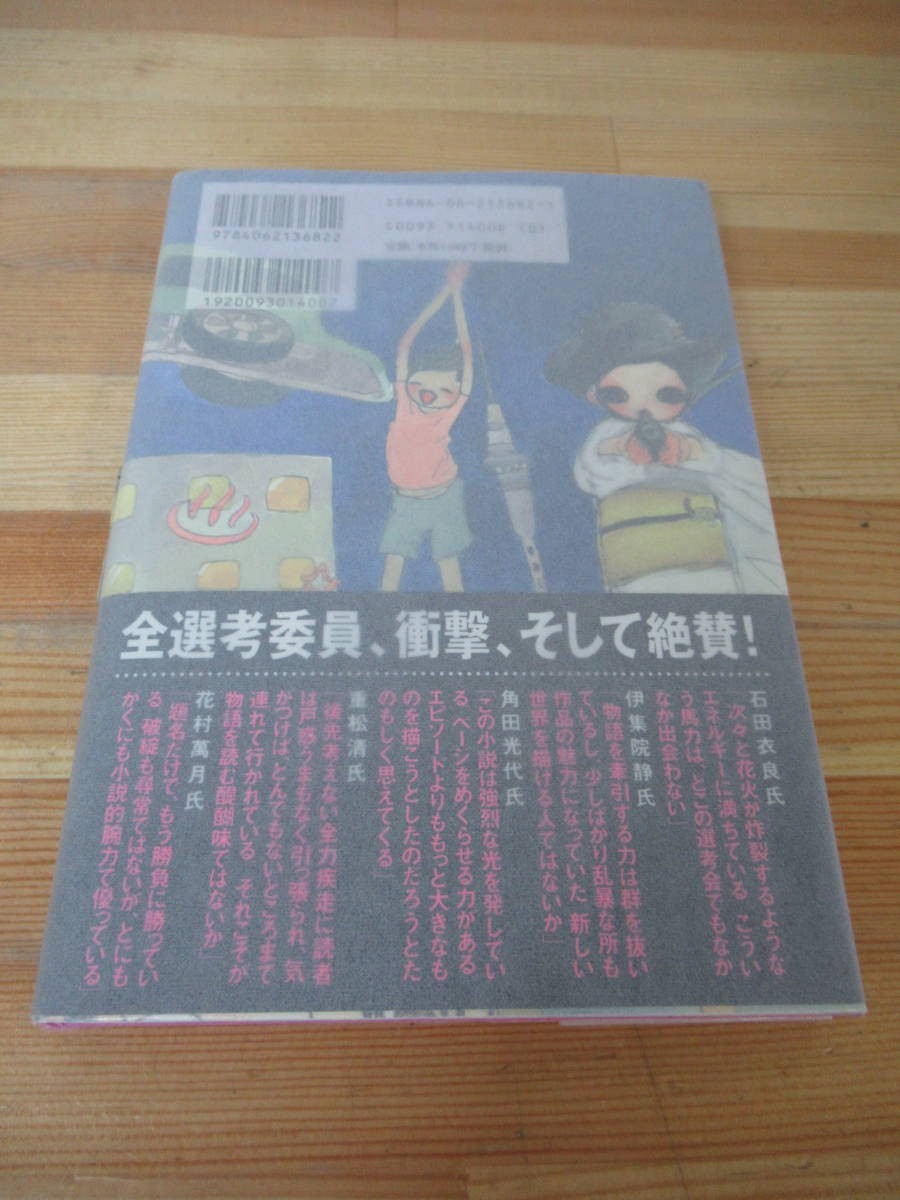 9784062136822
1920093014002
ISBN4-06-213682-1
C0093 ¥1400E (0)
全選考委員、衝撃、そして絶賛！
石田衣良氏
「次々と花火が炸裂するような
エネルギーに満ちている こうい
う馬力は、どこの選考会でもなか
なか出会わない」
伊集院静氏
「物語を牽引する力は群を抜い
ているし、少しばかり乱暴な所も
作品の魅力になっていた 新しい
世界を描ける人ではないか」
角田光代氏
「この小説は強烈な光を発してい
る ページをめくらせる力がある
エピソードよりももっと大きなも
のを描こうとしたのだろうとた
のもしく思えてくる」
重松清氏
「後先考えない全力疾走に読者
は戸惑うまもなく引っ張られ、気
がつけば、とんでもないところまで
連れて行かれている それこそが
物語を読む醍醐味ではないか」
花村萬月氏
「題名だけで、もう勝負に勝ってい
る 破綻も尋常ではないが、とにも
かくにも小説的腕力で優っている」